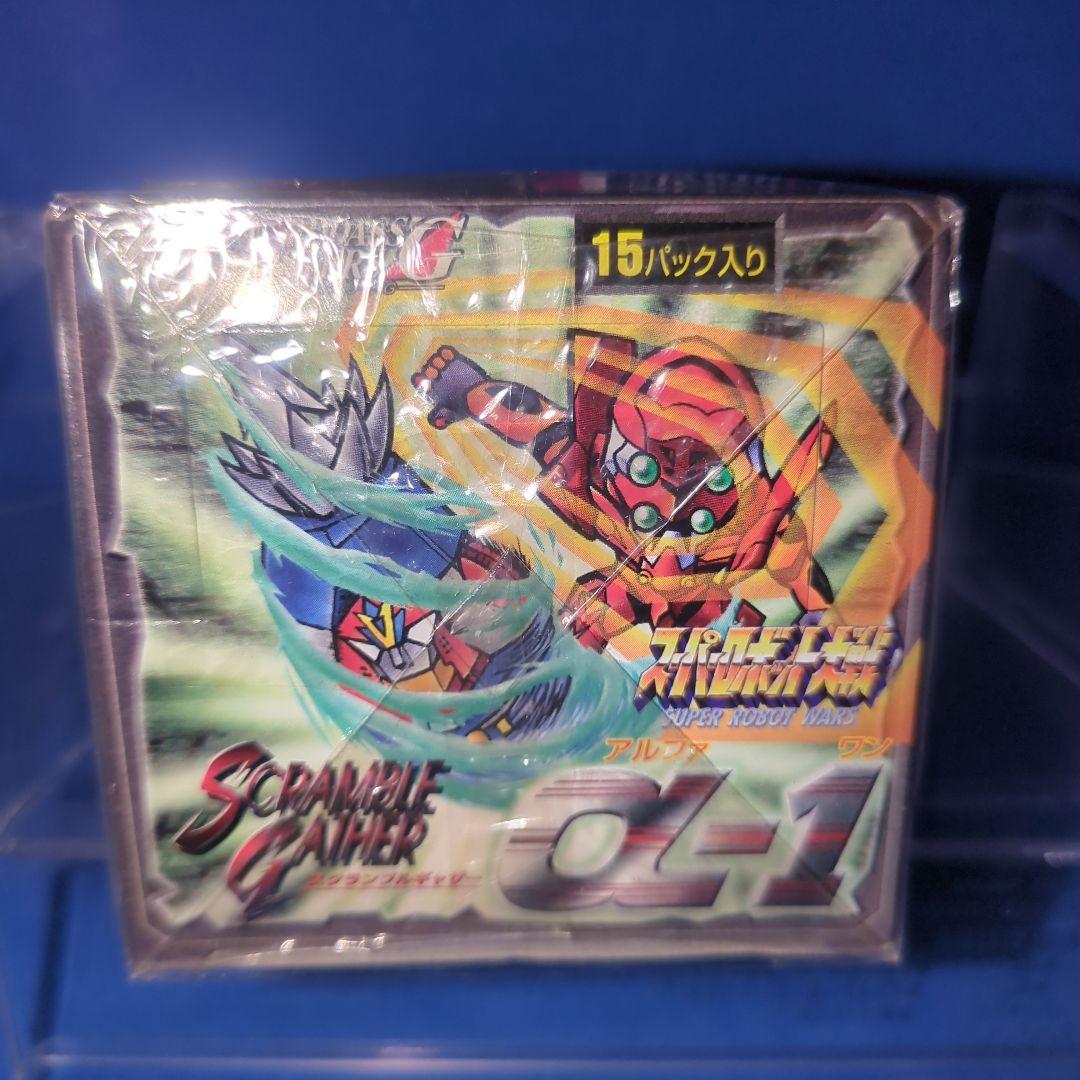 15パック入り
スーパーロボット大戦
SUPER ROBOT WARS
アルファ ワン
α-1
SCRAMBLE
GATHER
スクランブルギャザー